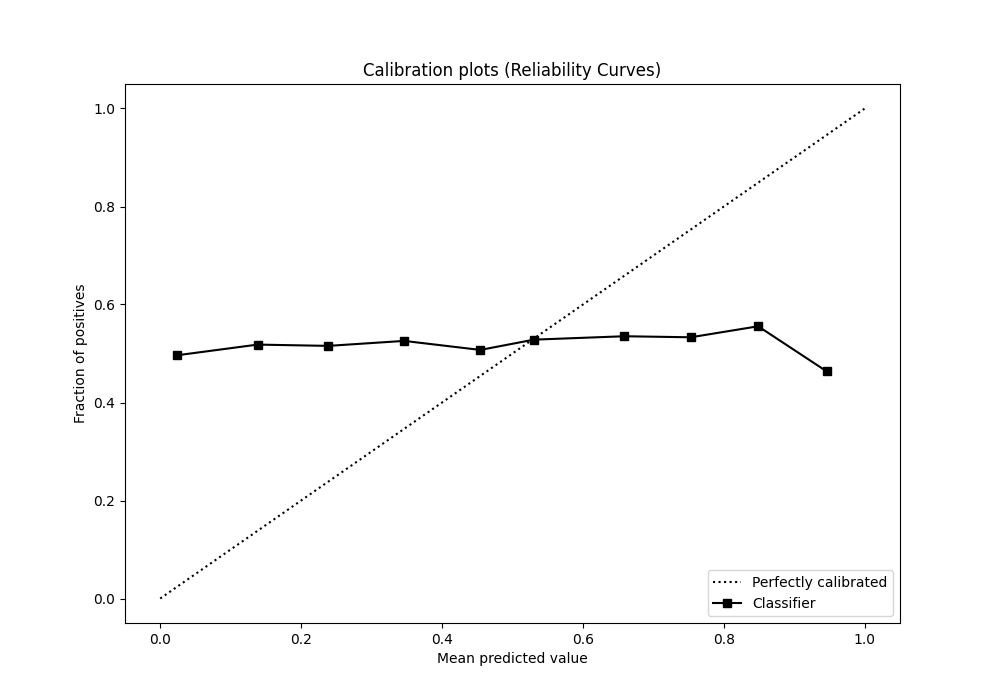 Calibration plots (Reliability Curves)
1.0
0.8
0.6
0.4
0.2
0.0
Fraction of positives
0.0 0.2 0.4 0.6 0.8 1.0
Mean predicted value
Perfectly calibrated
Classifier